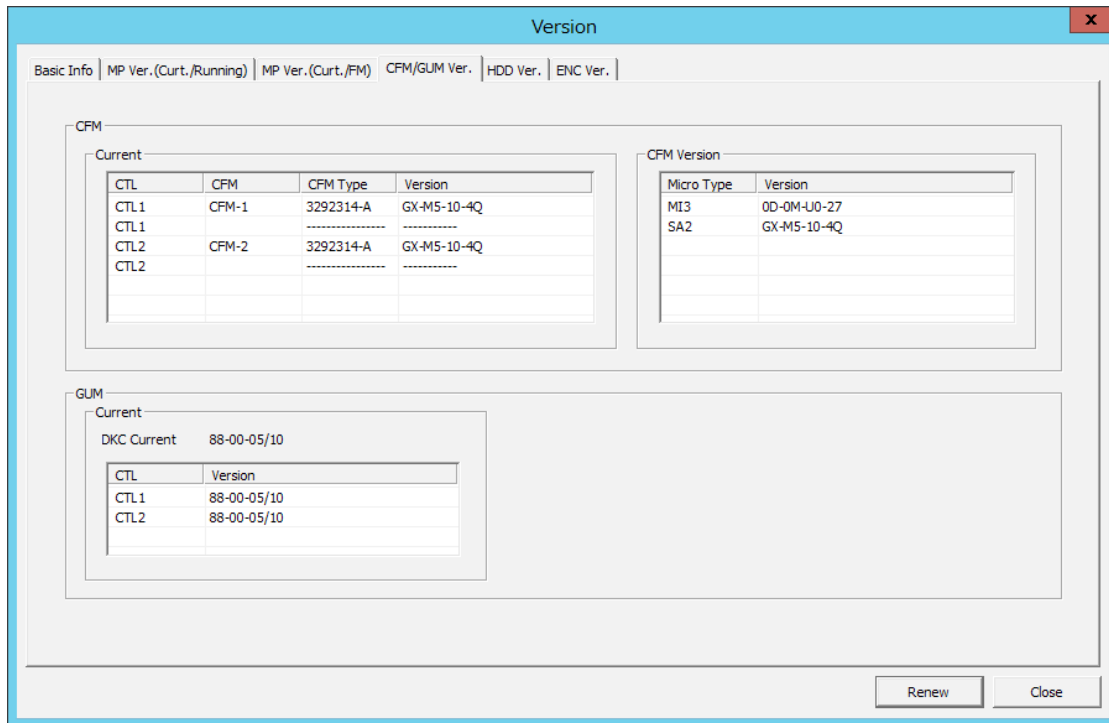 Version
x
Basic Info MP Ver.(Curt./Running) MP Ver.(Curt./FM) CFM/GUM Ver. HDD Ver. ENC Ver.
CFM
Current
CTL CFM CFM Type Version
CTL1 CFM-1 3292314-A GX-M5-10-4Q
CTL1 ---------------- -----------
CTL2 CFM-2 3292314-A GX-M5-10-4Q
CTL2 ---------------- -----------
CFM Version
Micro Type Version
MI3 0D-0M-U0-27
SA2 GX-M5-10-4Q
GUM
Current
DKC Current 88-00-05/10
CTL Version
CTL1 88-00-05/10
CTL2 88-00-05/10
Renew Close